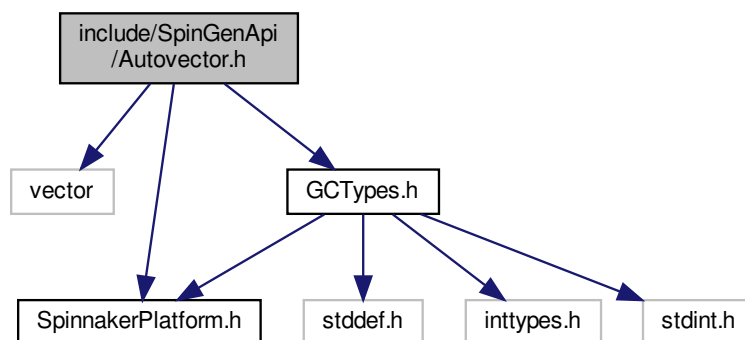 include/SpinGenApi
/Autovector.h
vector
GCTypes.h
SpinnakerPlatform.h
stddef.h
inttypes.h
stdint.h